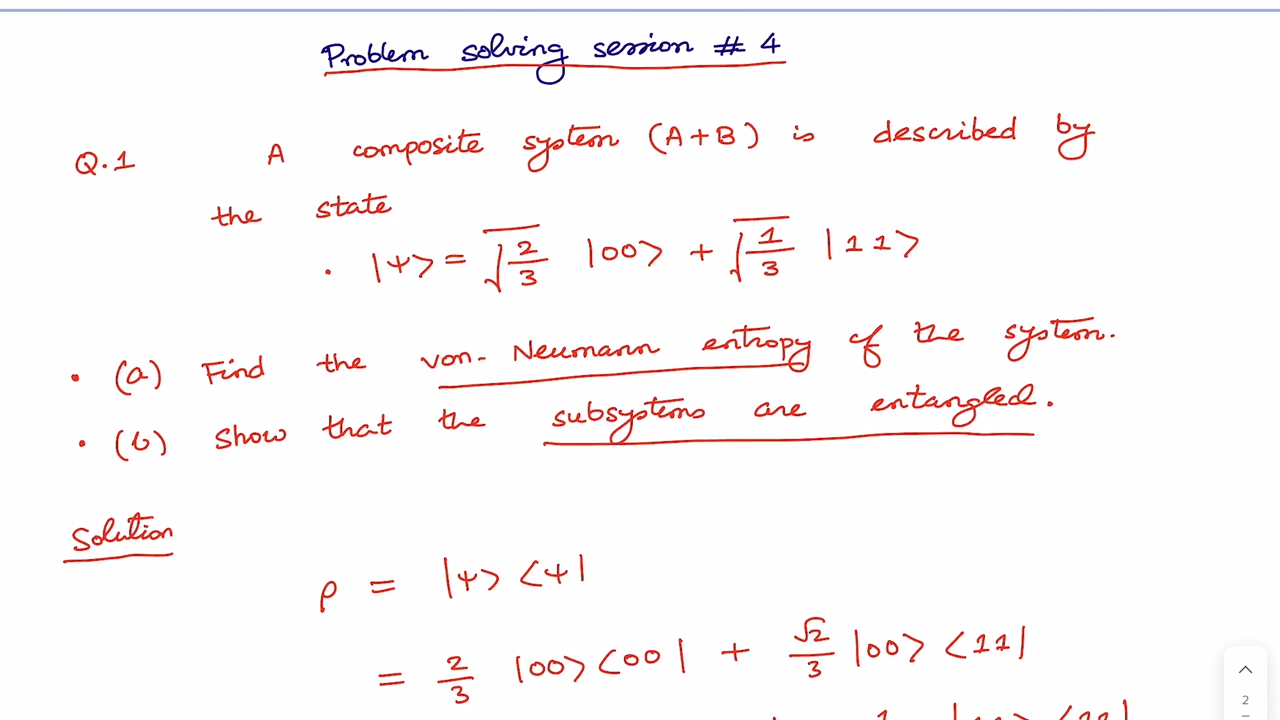 Problem solving session # 4
Q.1 A composite system (A+B) is described by
the state
• |ψ> = √(2/3) |00> + √(1/3) |11>
• (a) Find the von-Neumann entropy of the system.
• (b) Show that the subsystems are entangled.
Solution
ρ = |ψ> <ψ|
= 2/3 |00> <00| + √2/3 |00> <11|
2